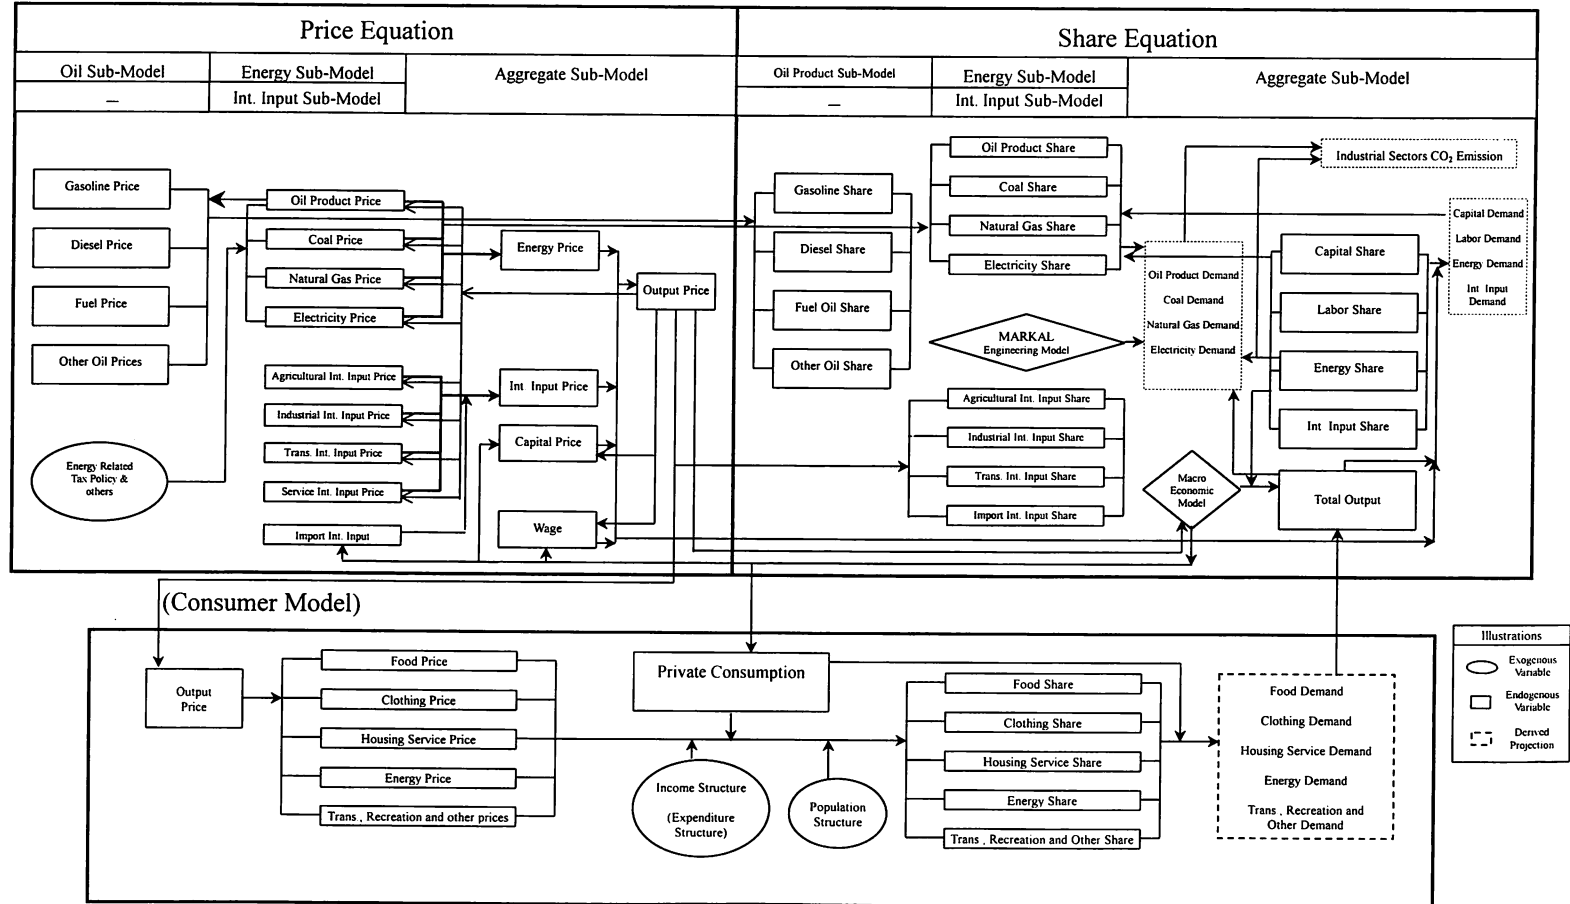 Price Equation
Share Equation
Oil Sub-Model
Energy Sub-Model
Aggregate Sub-Model
—
Int. Input Sub-Model
Oil Product Sub-Model
Energy Sub-Model
Aggregate Sub-Model
—
Int. Input Sub-Model
Gasoline Price
Diesel Price
Fuel Price
Other Oil Prices
Energy Related
Tax Policy &
others
Oil Product Price
Coal Price
Natural Gas Price
Electricity Price
Agricultural Int. Input Price
Industrial Int. Input Price
Trans. Int. Input Price
Service Int. Input Price
Import Int. Input
Energy Price
Int. Input Price
Capital Price
Wage
Output Price
Gasoline Share
Diesel Share
Fuel Oil Share
Other Oil Share
Oil Product Share
Coal Share
Natural Gas Share
Electricity Share
MARKAL
Engineering Model
Agricultural Int. Input Share
Industrial Int. Input Share
Trans. Int. Input Share
Import Int. Input Share
Oil Product Demand
Coal Demand
Natural Gas Demand
Electricity Demand
Macro
Economic
Model
Industrial Sectors CO₂ Emission
Capital Share
Labor Share
Energy Share
Int Input Share
Total Output
Capital Demand
Labor Demand
Energy Demand
Int Input
Demand
(Consumer Model)
Output
Price
Food Price
Clothing Price
Housing Service Price
Energy Price
Trans , Recreation and other prices
Private Consumption
Income Structure
(Expenditure
Structure)
Population
Structure
Food Share
Clothing Share
Housing Service Share
Energy Share
Trans , Recreation and Other Share
Food Demand
Clothing Demand
Housing Service Demand
Energy Demand
Trans , Recreation and
Other Demand
Illustrations
Exogenous
Variable
Endogenous
Variable
Derived
Projection